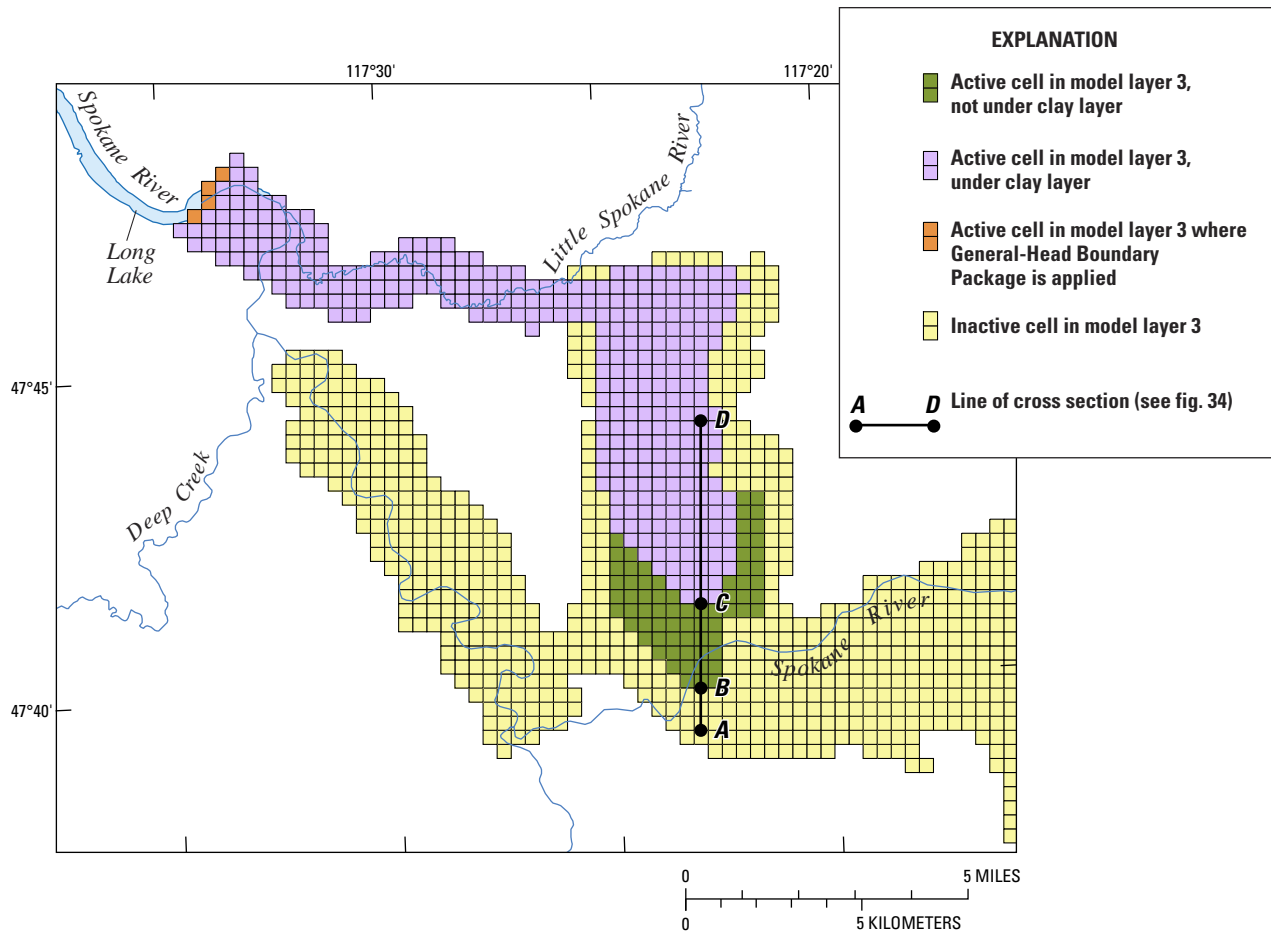 EXPLANATION
Active cell in model layer 3,
not under clay layer
Active cell in model layer 3,
under clay layer
Active cell in model layer 3 where
General-Head Boundary
Package is applied
Inactive cell in model layer 3
A D Line of cross section (see fig. 34)
117°30'
117°20'
47°45'
47°40'
Spokane River
Long
Lake
Little Spokane River
Deep Creek
Spokane River
D
C
B
A
0 5 MILES
0 5 KILOMETERS